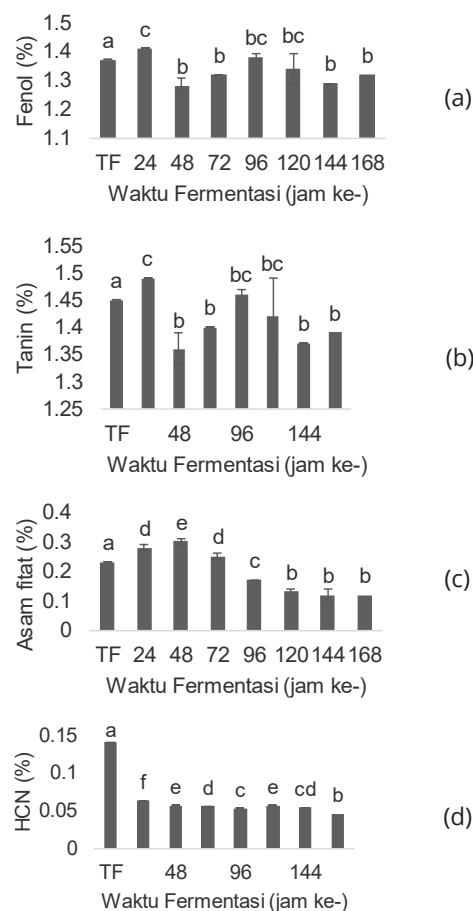 Fenol (%)
1.5
1.4
1.3
1.2
1.1
a c b b bc bc b b
TF 24 48 72 96 120 144 168
Waktu Fermentasi (jam ke-)
(a)
Tanin (%)
1.55
1.5
1.45
1.4
1.35
1.3
1.25
a c b b bc bc b b
TF 48 96 144
Waktu Fermentasi (jam ke-)
(b)
Asam fitat (%)
0.4
0.3
0.2
0.1
0
a d e d c b b b
TF 24 48 72 96 120 144 168
Waktu Fermentasi (jam ke-)
(c)
HCN (%)
0.15
0.1
0.05
0
a f e d c e cd b
TF 48 96 144
Waktu Fermentasi (jam ke-)
(d)